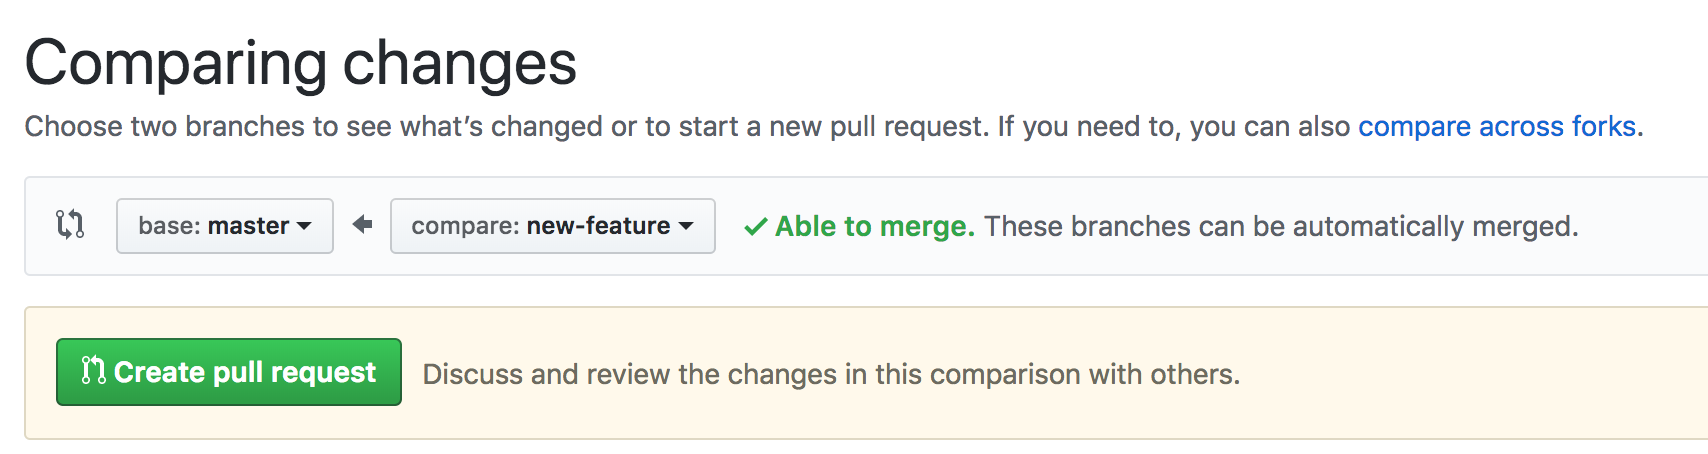 Comparing changes
Choose two branches to see what’s changed or to start a new pull request. If you need to, you can also compare across forks.
base: master compare: new-feature Able to merge. These branches can be automatically merged.
Create pull request Discuss and review the changes in this comparison with others.